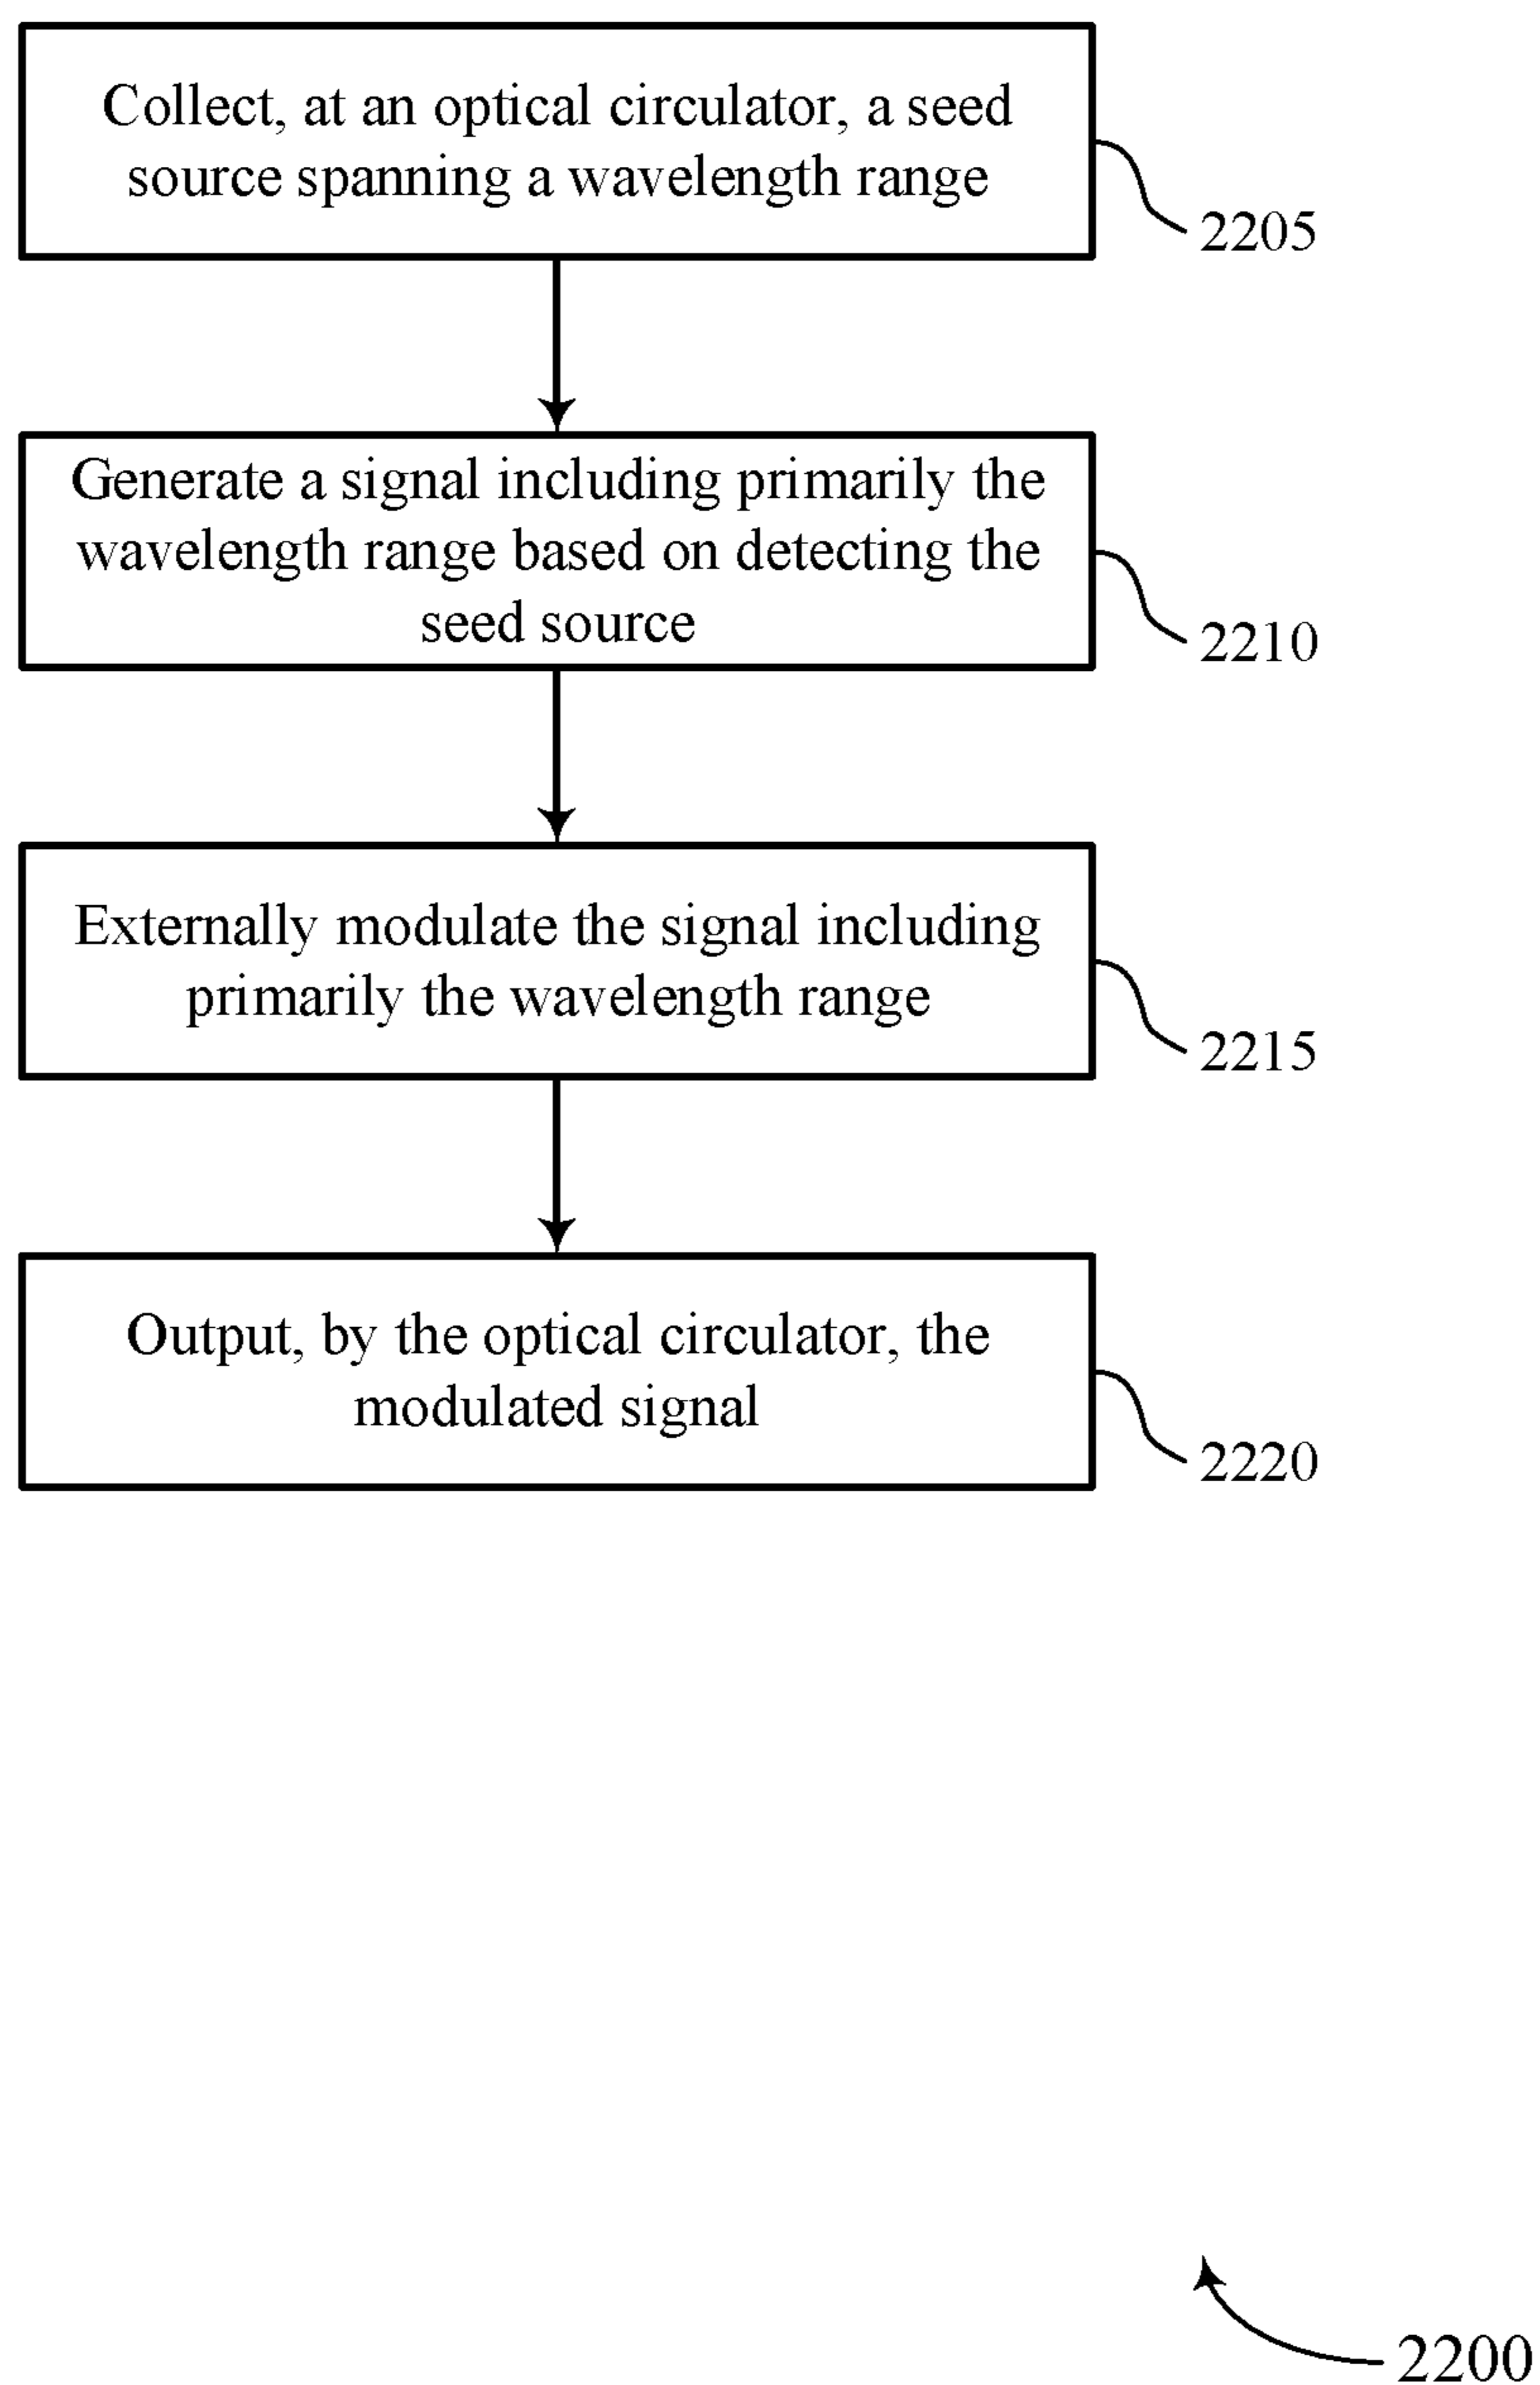 Collect, at an optical circulator, a seed
source spanning a wavelength range
2205
Generate a signal including primarily the
wavelength range based on detecting the
seed source
2210
Externally modulate the signal including
primarily the wavelength range
2215
Output, by the optical circulator, the
modulated signal
2220
2200